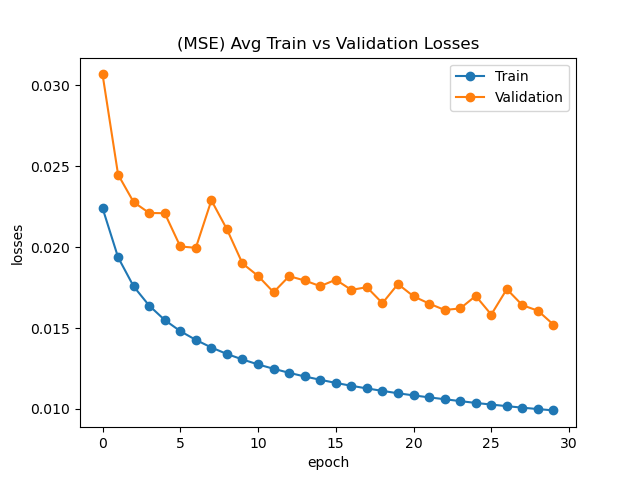 (MSE) Avg Train vs Validation Losses
Train
Validation
losses
0.030
0.025
0.020
0.015
0.010
0 5 10 15 20 25 30
epoch